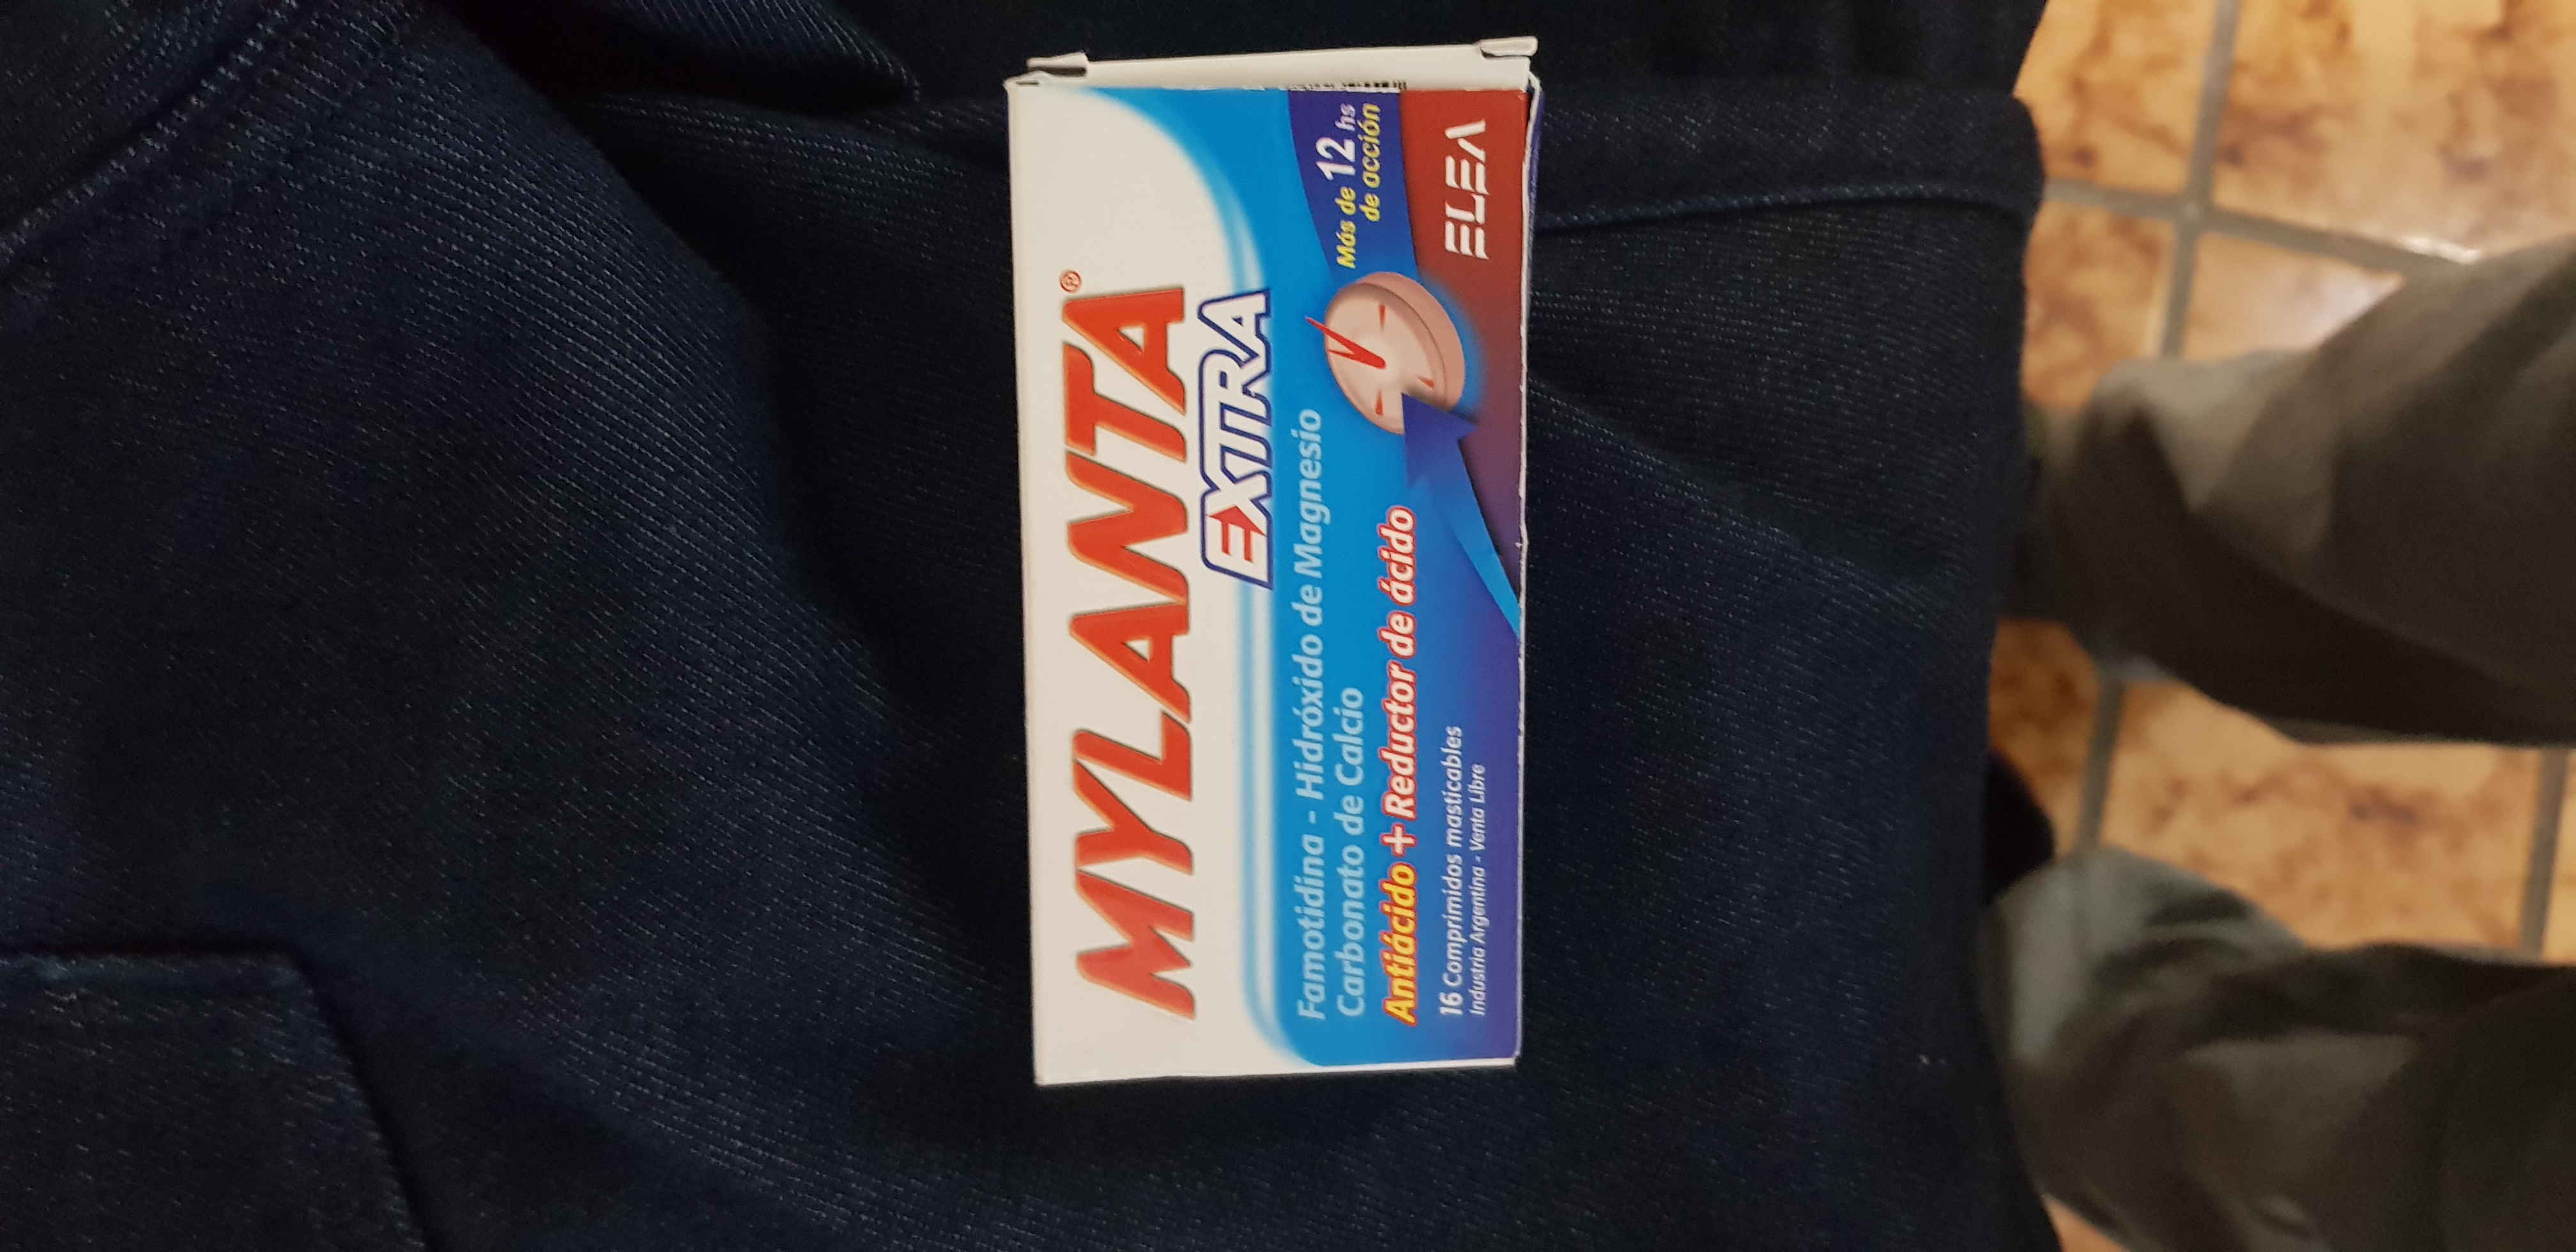 MYLANTA®
EXTRA
Famotidina - Hidróxido de Magnesio
Carbonato de Calcio
Antiácido + Reductor de ácido
16 Comprimidos masticables
Industria Argentina - Venta Libre
Más de 12 hs
de acción
ELEA